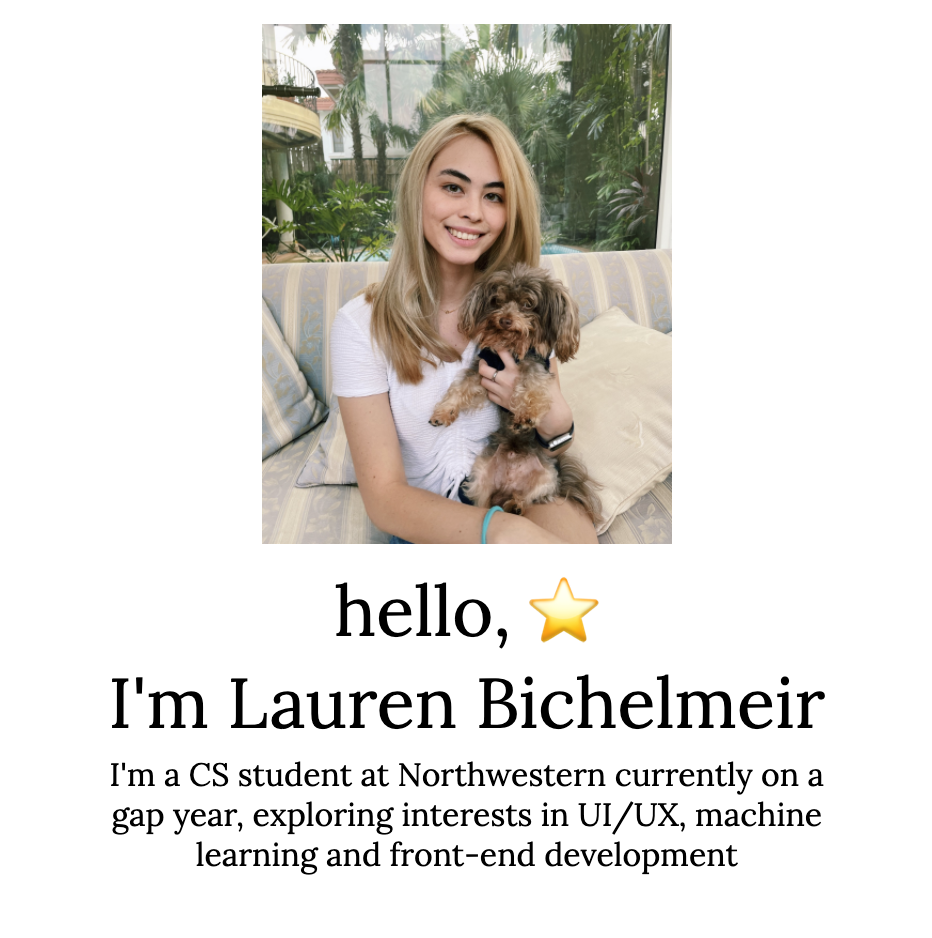 hello, ⭐
I'm Lauren Bichelmeir
I'm a CS student at Northwestern currently on a
gap year, exploring interests in UI/UX, machine
learning and front-end development